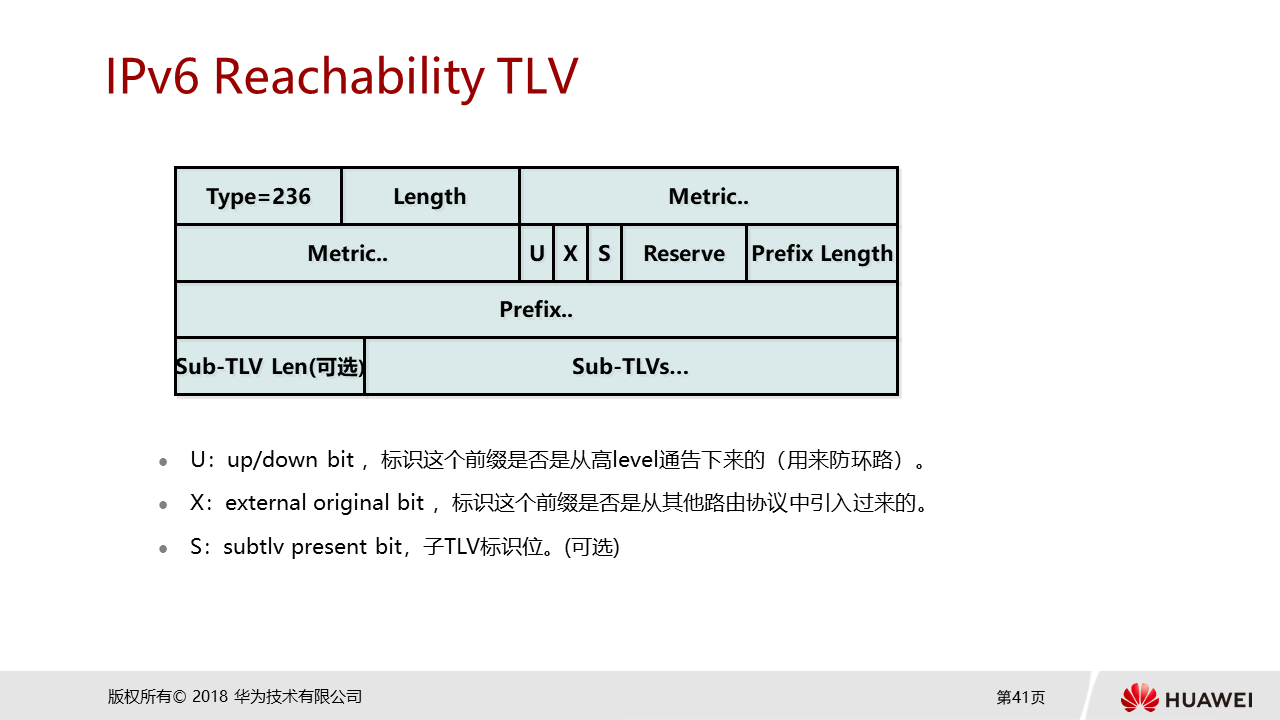 IPv6 Reachability TLV
Type=236 Length Metric..
Metric.. U X S Reserve Prefix Length
Prefix..
Sub-TLV Len(可选) Sub-TLVs...
U：up/down bit ，标识这个前缀是否是从高level通告下来的（用来防环路）。
X：external original bit ，标识这个前缀是否是从其他路由协议中引入过来的。
S：subtlv present bit，子TLV标识位。(可选)
版权所有© 2018 华为技术有限公司
第41页
HUAWEI